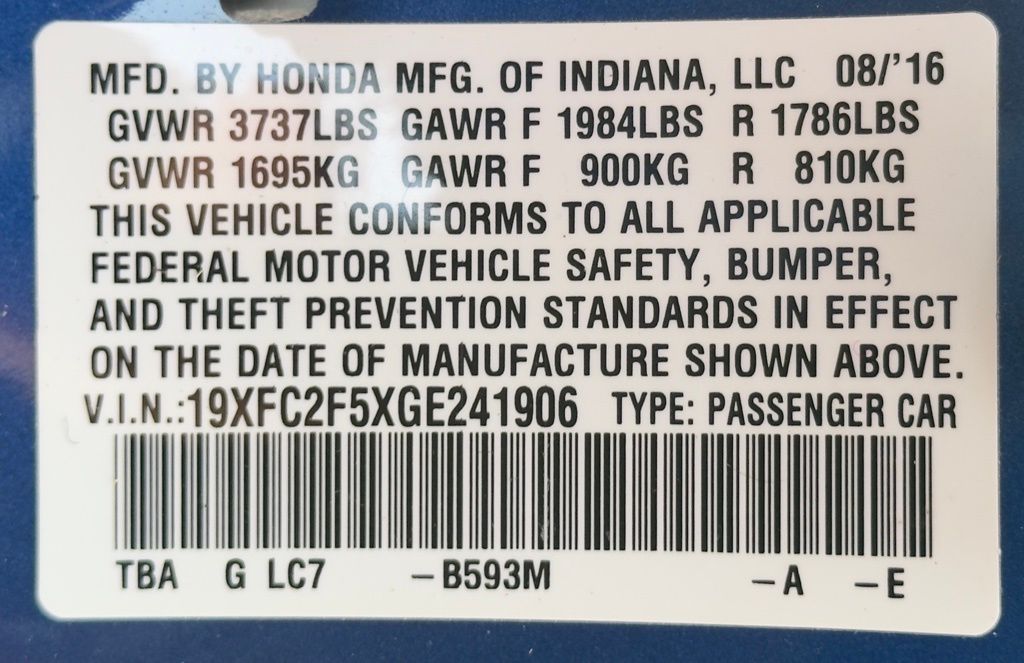 MFD. BY HONDA MFG. OF INDIANA, LLC 08/'16
GVWR 3737LBS GAWR F 1984LBS R 1786LBS
GVWR 1695KG GAWR F 900KG R 810KG
THIS VEHICLE CONFORMS TO ALL APPLICABLE
FEDERAL MOTOR VEHICLE SAFETY, BUMPER,
AND THEFT PREVENTION STANDARDS IN EFFECT
ON THE DATE OF MANUFACTURE SHOWN ABOVE.
V.I.N.:19XFC2F5XGE241906 TYPE: PASSENGER CAR
TBA G LC7 -B593M -A -E